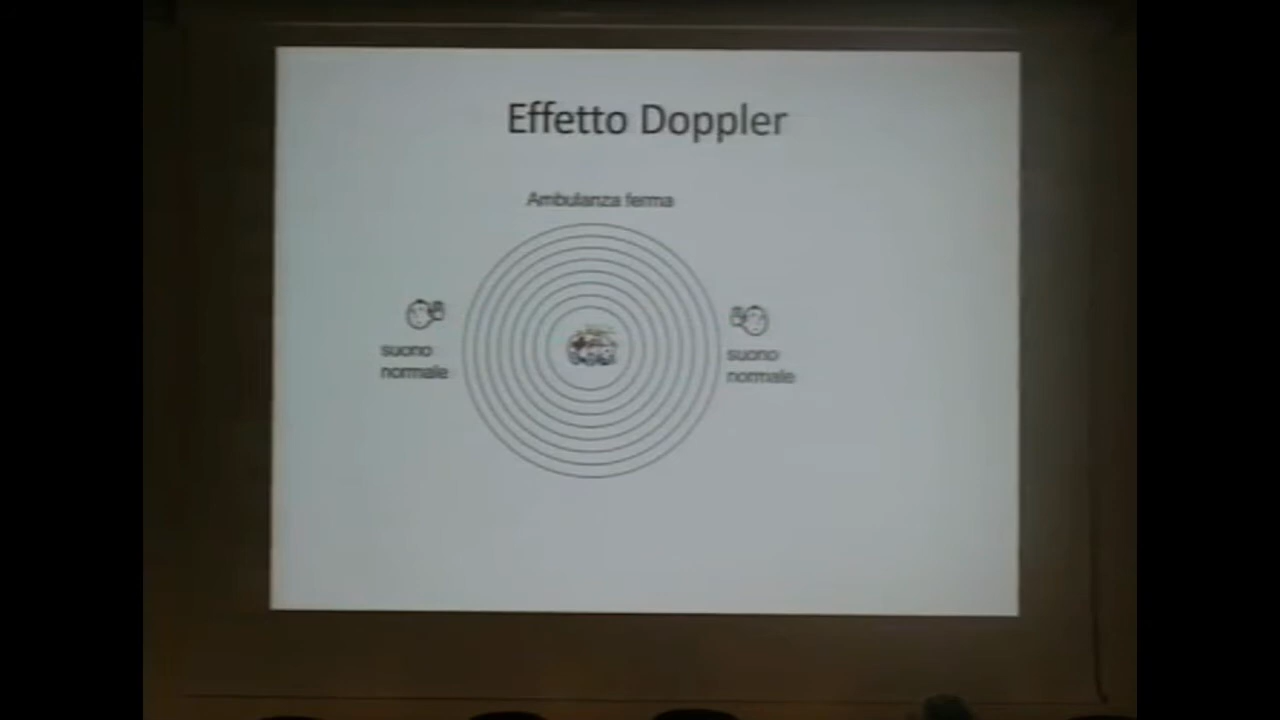 Effetto Doppler
Ambulanza ferma
suono
normale
suono
normale